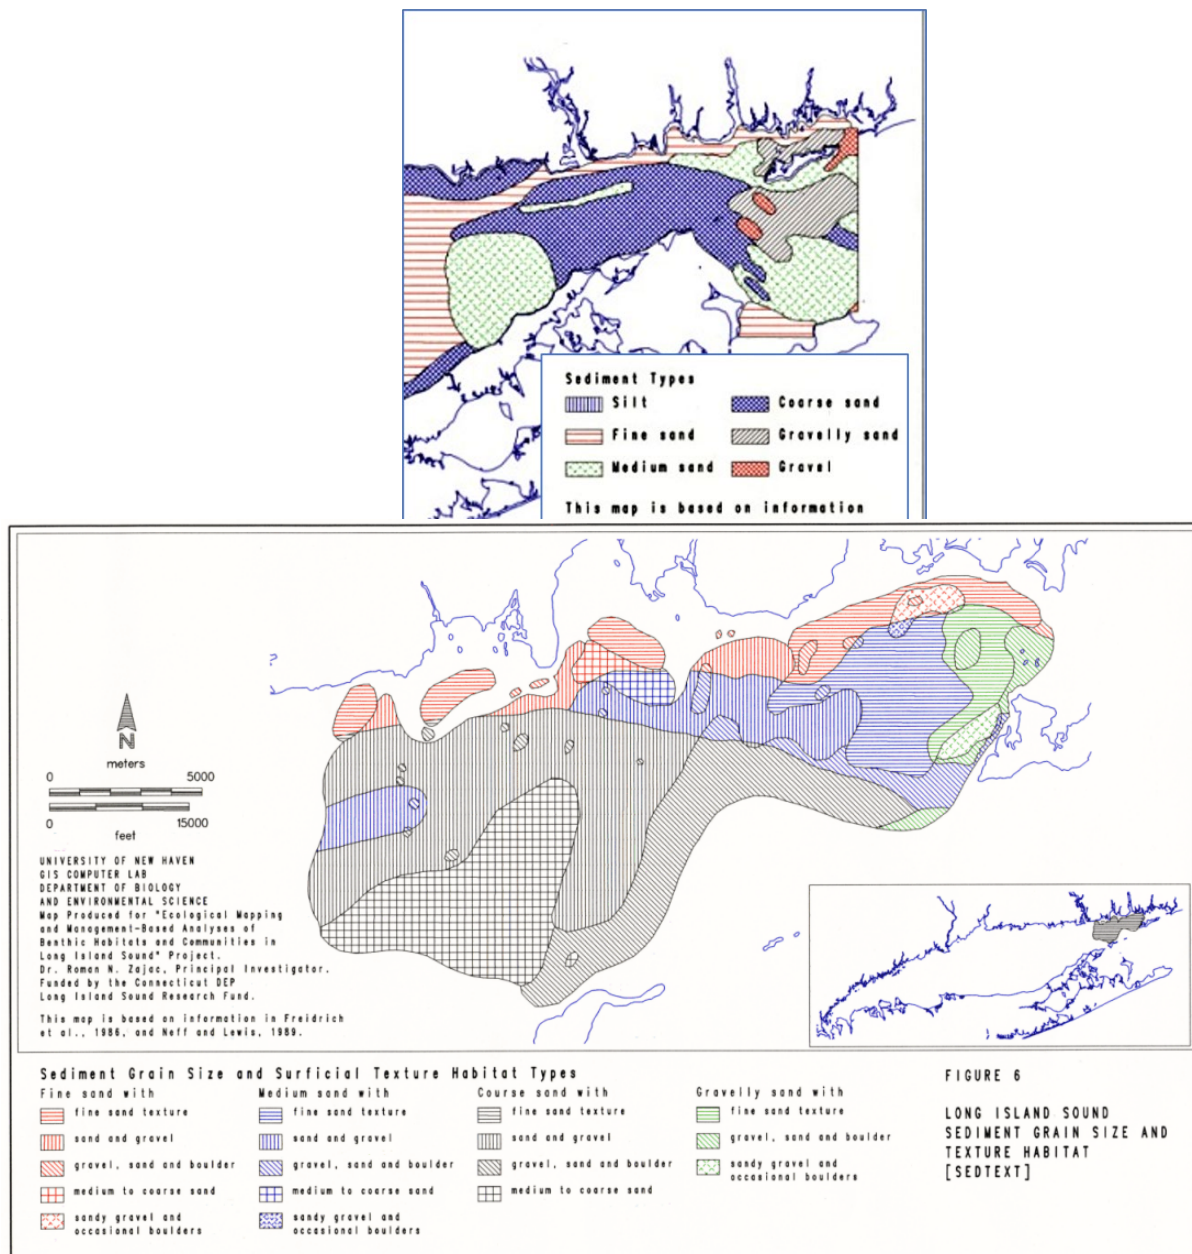 Sediment Types
Silt
Coarse sand
Fine sand
Gravelly sand
Medium sand
Gravel
This map is based on information
?
N
meters
0 5000
0 15000
feet
UNIVERSITY OF NEW HAVEN
GIS COMPUTER LAB
DEPARTMENT OF BIOLOGY
AND ENVIRONMENTAL SCIENCE
Map Produced for "Ecological Mapping
and Management-Based Analyses of
Benthic Habitats and Communities in
Long Island Sound" Project.
Dr. Roman N. Zajac, Principal Investigator.
Funded by the Connecticut DEP
Long Island Sound Research Fund.
This map is based on information in Freidrich
et al., 1986, and Neff and Lewis, 1989.
Sediment Grain Size and Surficial Texture Habitat Types
Fine sand with
fine sand texture
sand and gravel
gravel, sand and boulder
medium to coarse sand
sandy gravel and
occasional boulders
Medium sand with
fine sand texture
sand and gravel
gravel, sand and boulder
medium to coarse sand
sandy gravel and
occasional boulders
Course sand with
fine sand texture
sand and gravel
gravel, sand and boulder
medium to coarse sand
Gravelly sand with
fine sand texture
gravel, sand and boulder
sandy gravel and
occasional boulders
FIGURE 6
LONG ISLAND SOUND
SEDIMENT GRAIN SIZE AND
TEXTURE HABITAT
[SEDTEXT]